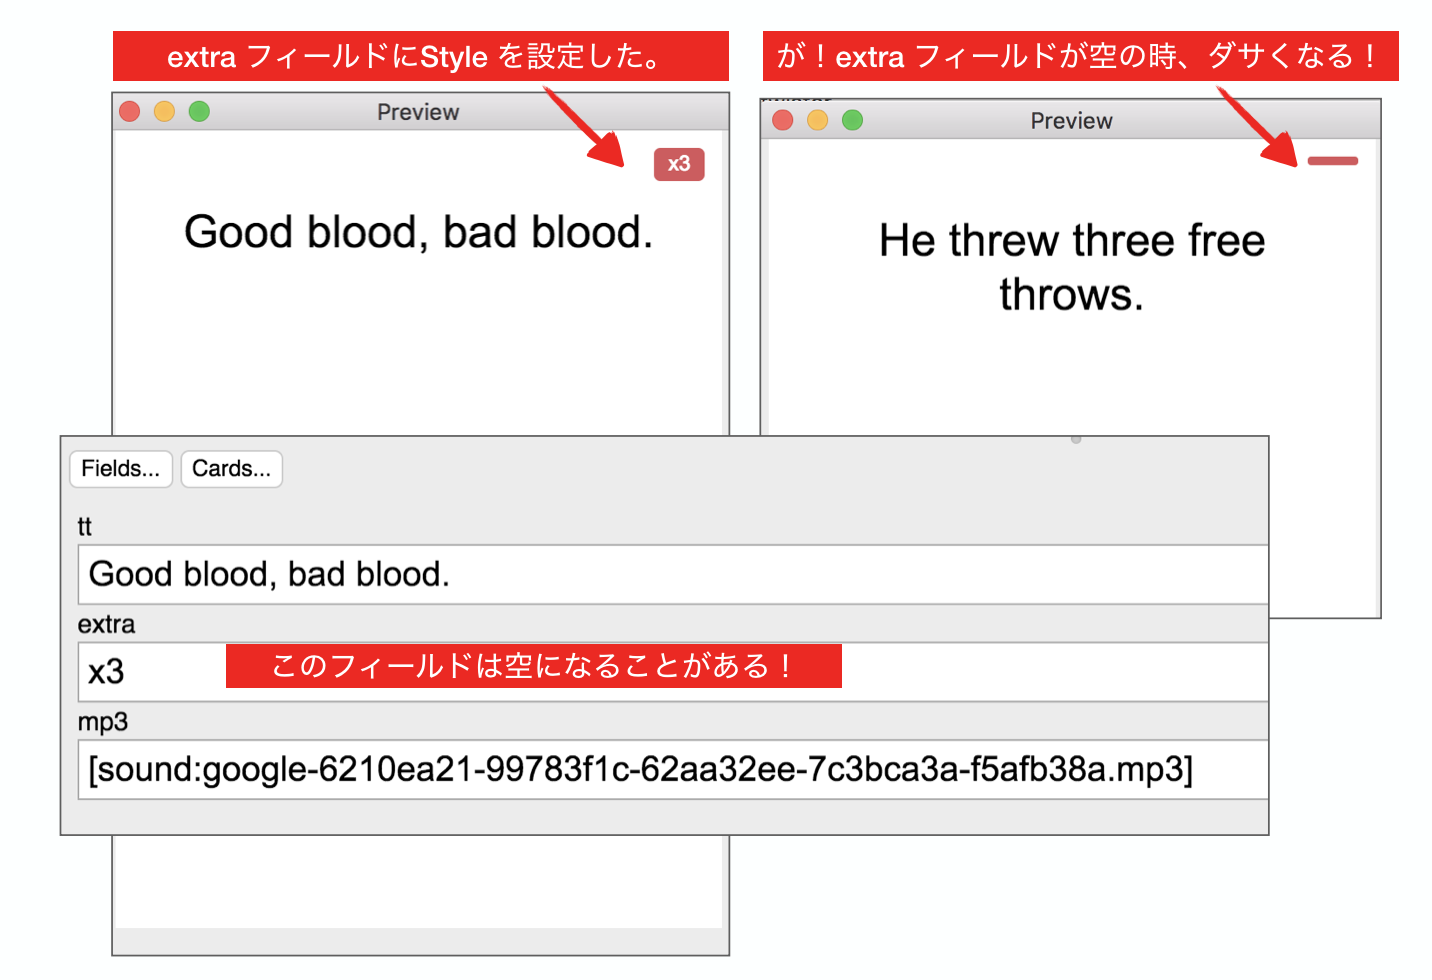 extra フィールドにStyle を設定した。
が！extra フィールドが空の時、ダサくなる！
Preview
x3
Good blood, bad blood.
Preview
He threw three free
throws.
Fields...
Cards...
tt
Good blood, bad blood.
extra
x3
このフィールドは空になることがある！
mp3
[sound:google-6210ea21-99783f1c-62aa32ee-7c3bca3a-f5afb38a.mp3]